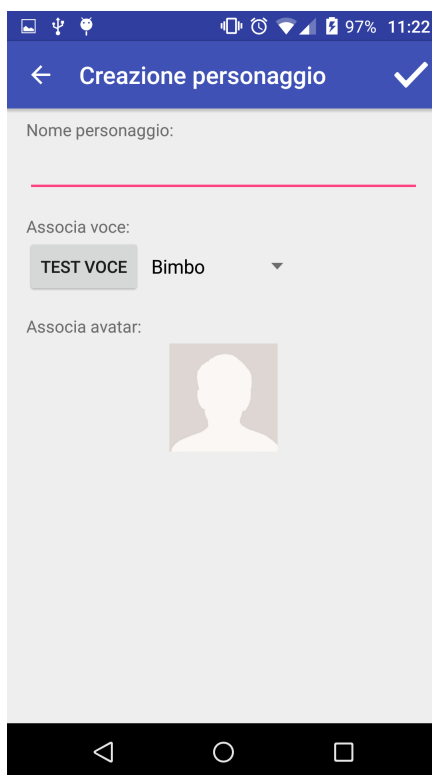 97% 11:22
Creazione personaggio
Nome personaggio:
Associa voce:
TEST VOCE Bimbo
Associa avatar: